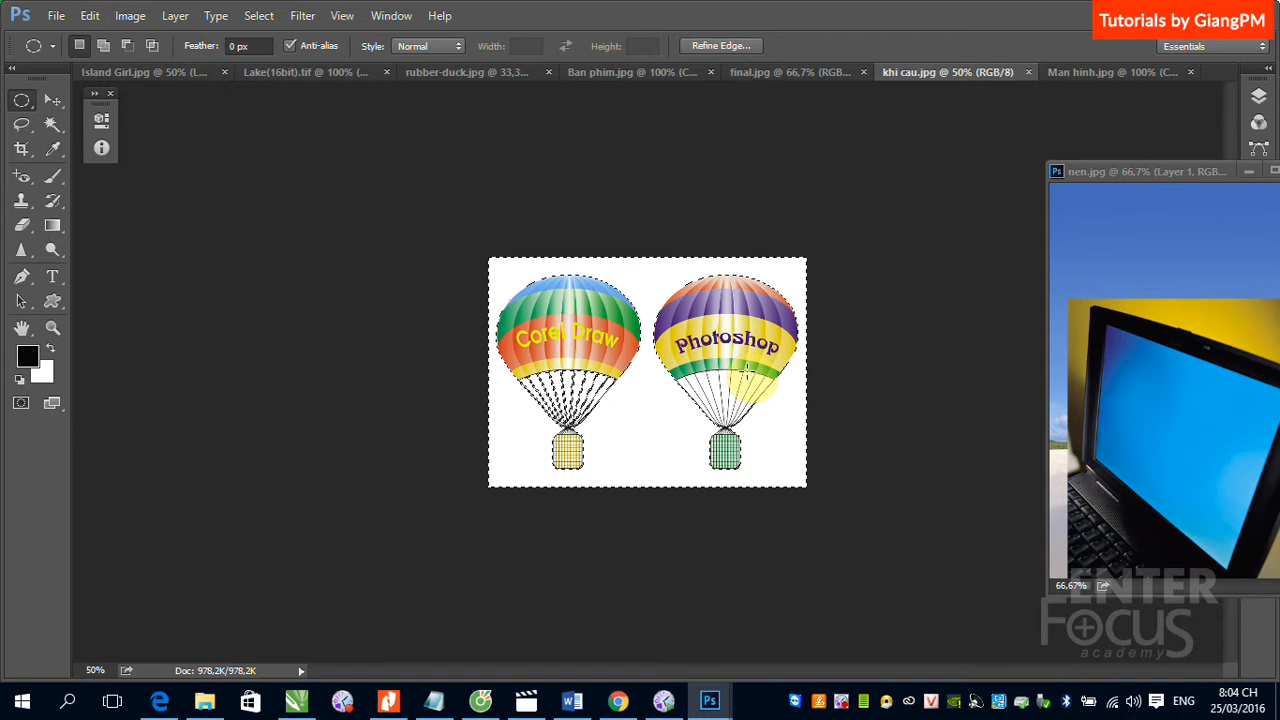 Ps File Edit Image Layer Type Select Filter View Window Help
Tutorials by GiangPM
Feather: 0 px Anti-alias Style: Normal Width: Height: Refine Edge... Essentials
Island Girl.jpg @ 50% (L... Lake(16bit).tif @ 100% (... rubber-duck.jpg @ 33,3... Ban phim.jpg @ 100% (C... final.jpg @ 66,7% (RGB... khi cau.jpg @ 50% (RGB/8) Man hinh.jpg @ 100% (C...
Ps nen.jpg @ 66,7% (Layer 1, RGB...
Corel Draw
Photoshop
66,67%
CENTER
FOCUS
academy
50% Doc: 978,2K/978,2K
ENG
8:04 CH
25/03/2016